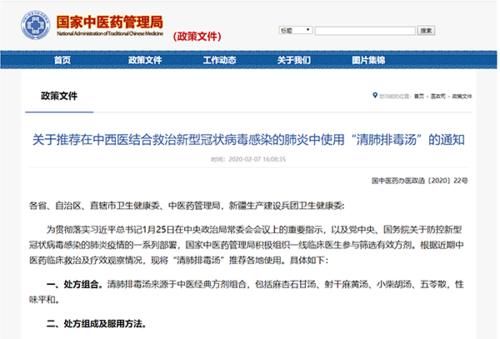 国家中医药管理局
National Administration of Traditional Chinese Medicine
(政策文件)
标题
搜索
首页 政策文件 工作动态 关于我们 图片集锦
政策文件
首页 > 医政司 > 政策文件
关于推荐在中西医结合救治新型冠状病毒感染的肺炎中使用“清肺排毒汤”的通知
时间：2020-02-07 16:08:35
国中医药办医政函〔2020〕22号
各省、自治区、直辖市卫生健康委、中医药管理局，新疆生产建设兵团卫生健康委:
为贯彻落实习近平总书记1月25日在中央政治局常委会会议上的重要指示，以及党中央、国务院关于防控新型
冠状病毒感染的肺炎疫情的一系列部署，国家中医药管理局积极组织一线临床医生参与筛选有效方剂。根据近期中
医药临床救治及疗效观察情况，现将“清肺排毒汤”推荐各地使用。具体如下：
一、处方组合。清肺排毒汤来源于中医经典方剂组合，包括麻杏石甘汤、射干麻黄汤、小柴胡汤、五苓散，性
味平和。
二、处方组成及服用方法。